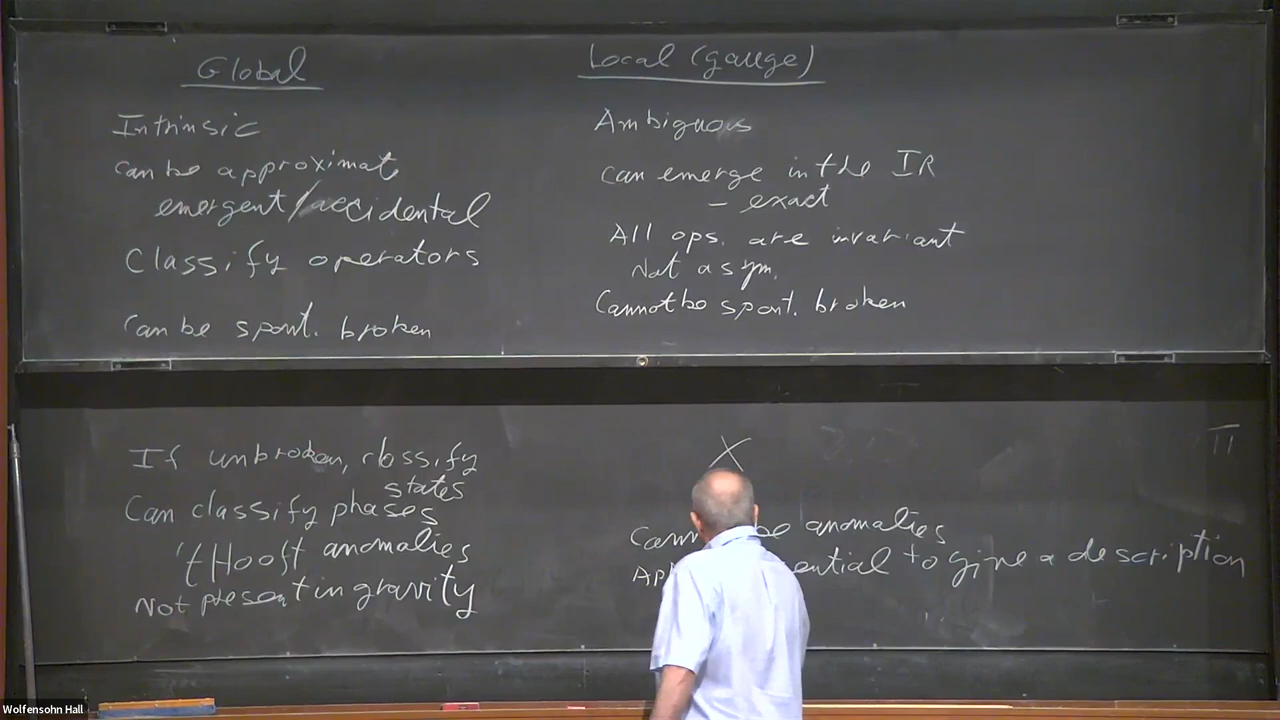 Global
Intrinsic
can be approximate
emergent/accidental
Classify operators
Can be spont. broken
Local (gauge)
Ambiguous
can emerge in the IR
– exact
All ops. are invariant
Not a sym.
Cannot be spont. broken
If unbroken, classify
states
Can classify phases
't Hooft anomalies
Not present in gravity
X
be anomalies
to give a description
Wolfensohn Hall